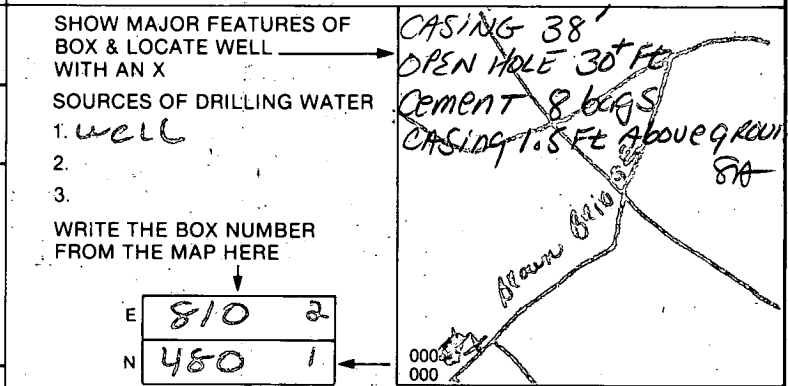 SHOW MAJOR FEATURES OF
BOX & LOCATE WELL
WITH AN X
SOURCES OF DRILLING WATER
1. well
2.
3.
WRITE THE BOX NUMBER
FROM THE MAP HERE
E 810 2
N 480 1
CASING 38'
OPEN HOLE 30+ Ft
Cement 8 bags
CASING 1.5 Ft Above groun
Brown Bridge
000
000